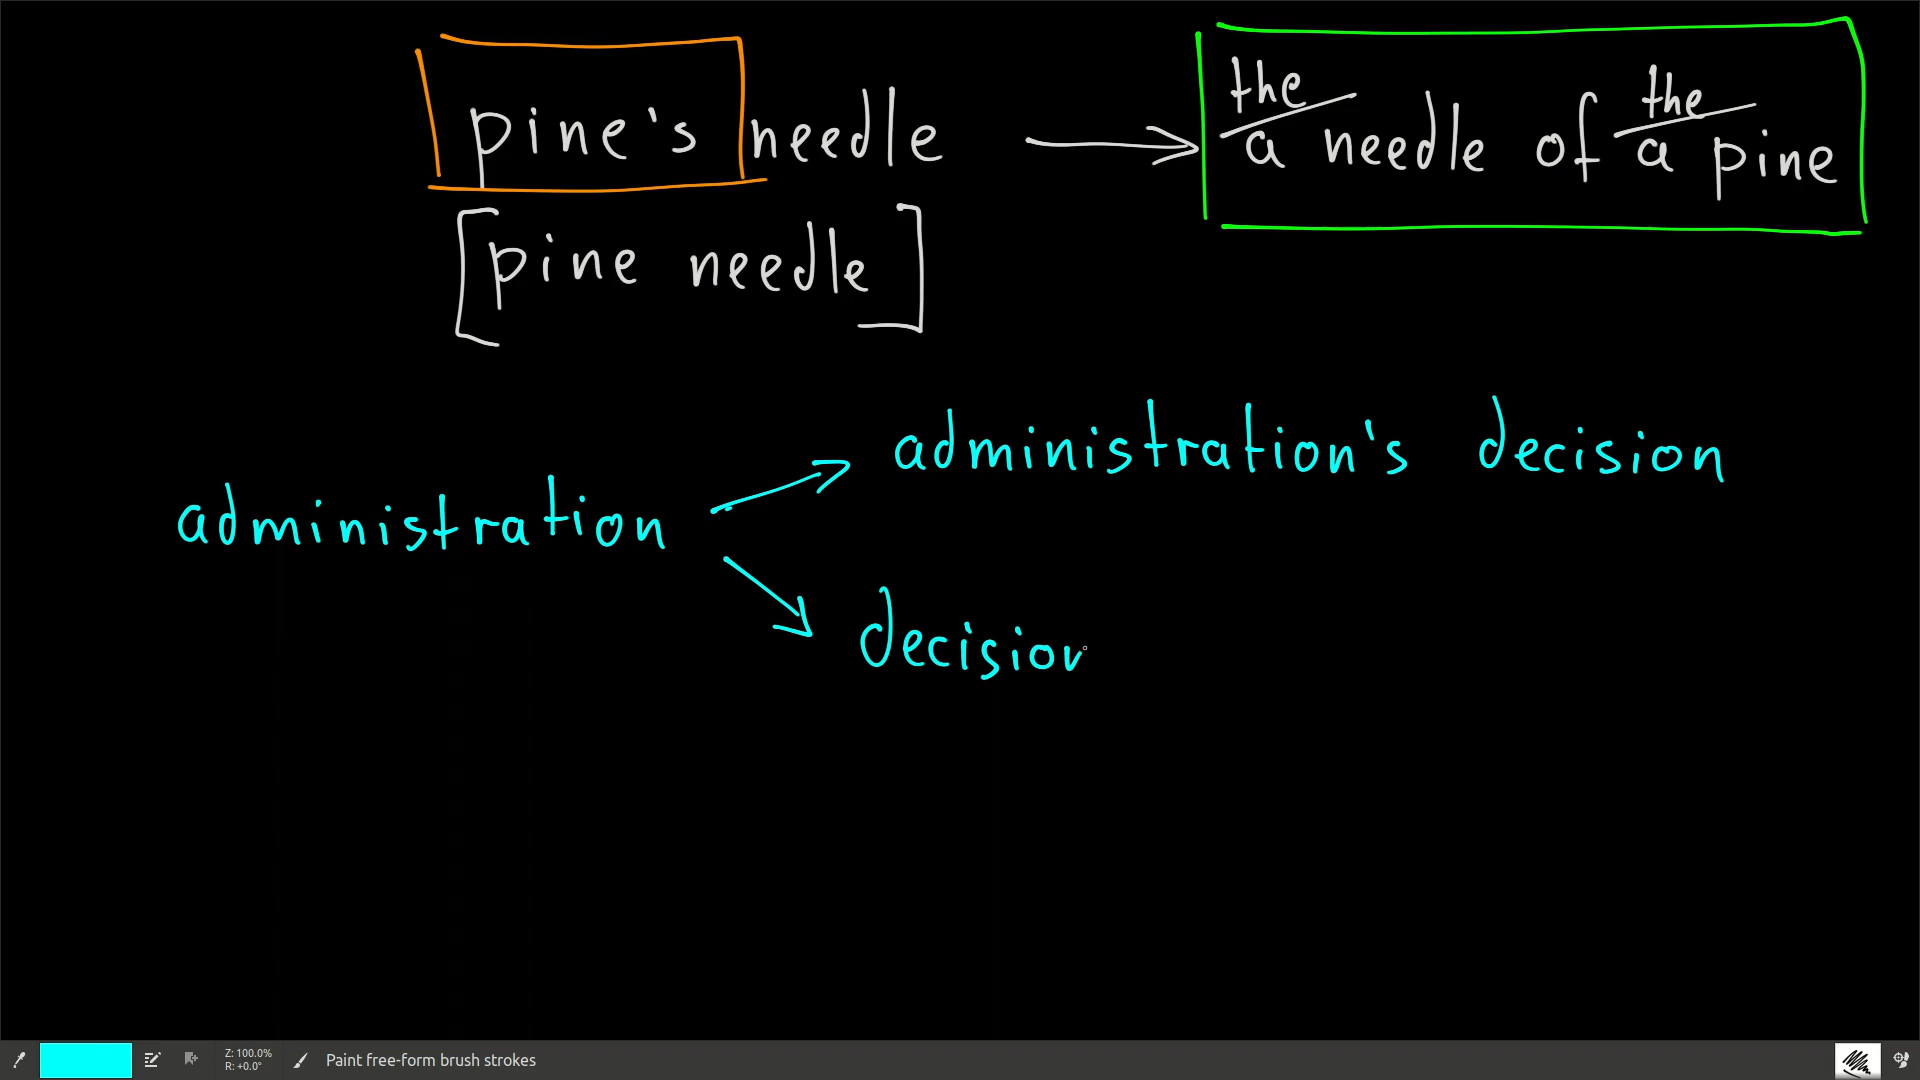 pine's needle
the
a needle of the
a pine
pine needle
administration's decision
administration
decision
Z: 100.0%
R: +0.0°
Paint free-form brush strokes